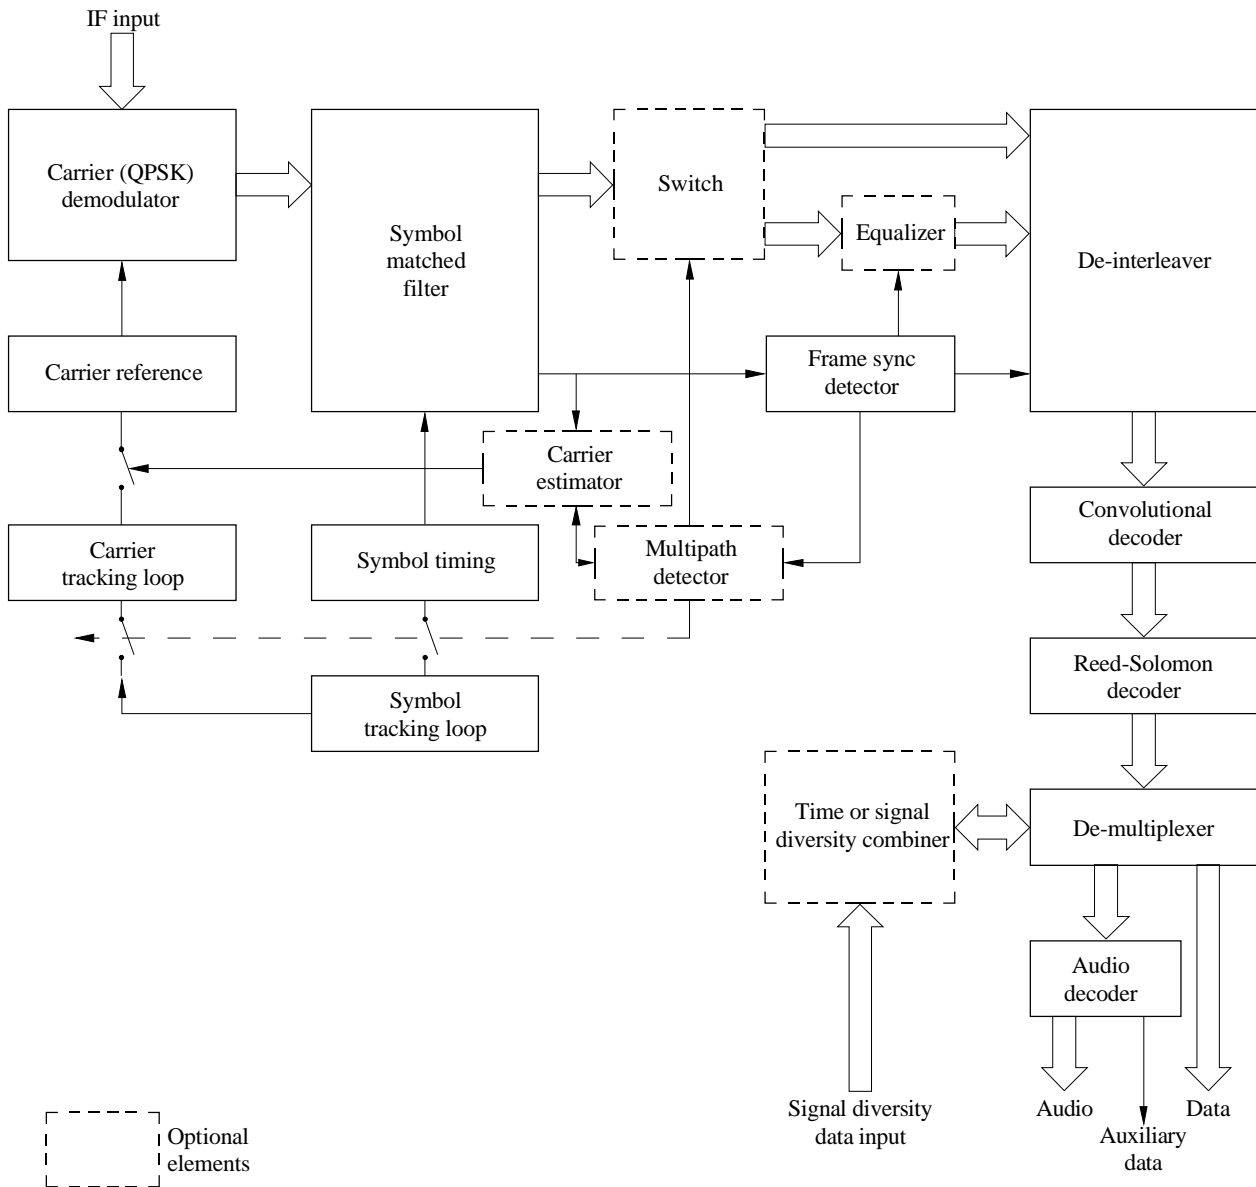 IF input
Carrier (QPSK)
demodulator
Symbol
matched
filter
Switch
Equalizer
De-interleaver
Carrier reference
Frame sync
detector
Carrier
estimator
Convolutional
decoder
Carrier
tracking loop
Symbol timing
Multipath
detector
Reed-Solomon
decoder
Symbol
tracking loop
Time or signal
diversity combiner
De-multiplexer
Audio
decoder
Signal diversity
data input
Audio
Data
Auxiliary
data
Optional
elements